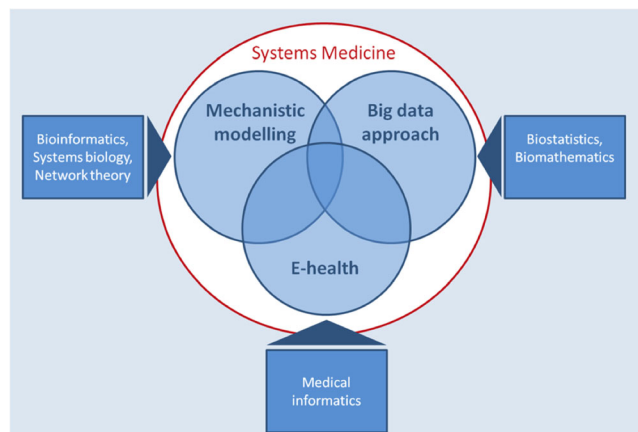 Systems Medicine
Mechanistic
modelling
Big data
approach
Bioinformatics,
Systems biology,
Network theory
Biostatistics,
Biomathematics
E-health
Medical
informatics